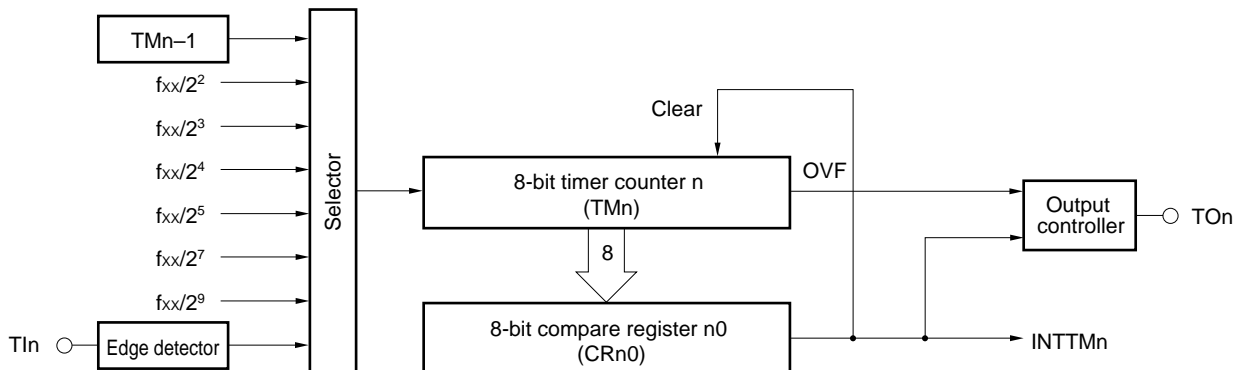 TMn–1
fxx/2²
fxx/2³
fxx/2⁴
fxx/2⁵
fxx/2⁷
fxx/2⁹
TIn
Edge detector
Selector
Clear
8-bit timer counter n
(TMn)
OVF
8
8-bit compare register n0
(CRn0)
Output
controller
TOn
INTTMn